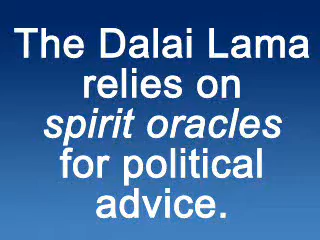 The Dalai Lama
relies on
spirit oracles
for political
advice.